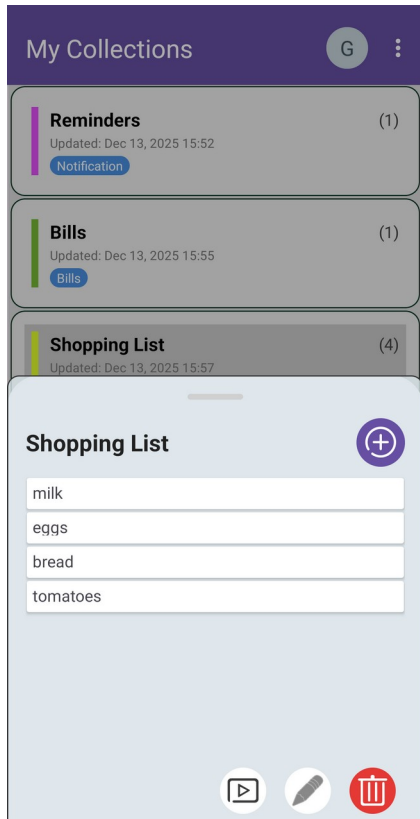 My Collections
G
Reminders (1)
Updated: Dec 13, 2025 15:52
Notification
Bills (1)
Updated: Dec 13, 2025 15:55
Bills
Shopping List (4)
Updated: Dec 13, 2025 15:57
Shopping List
milk
eggs
bread
tomatoes